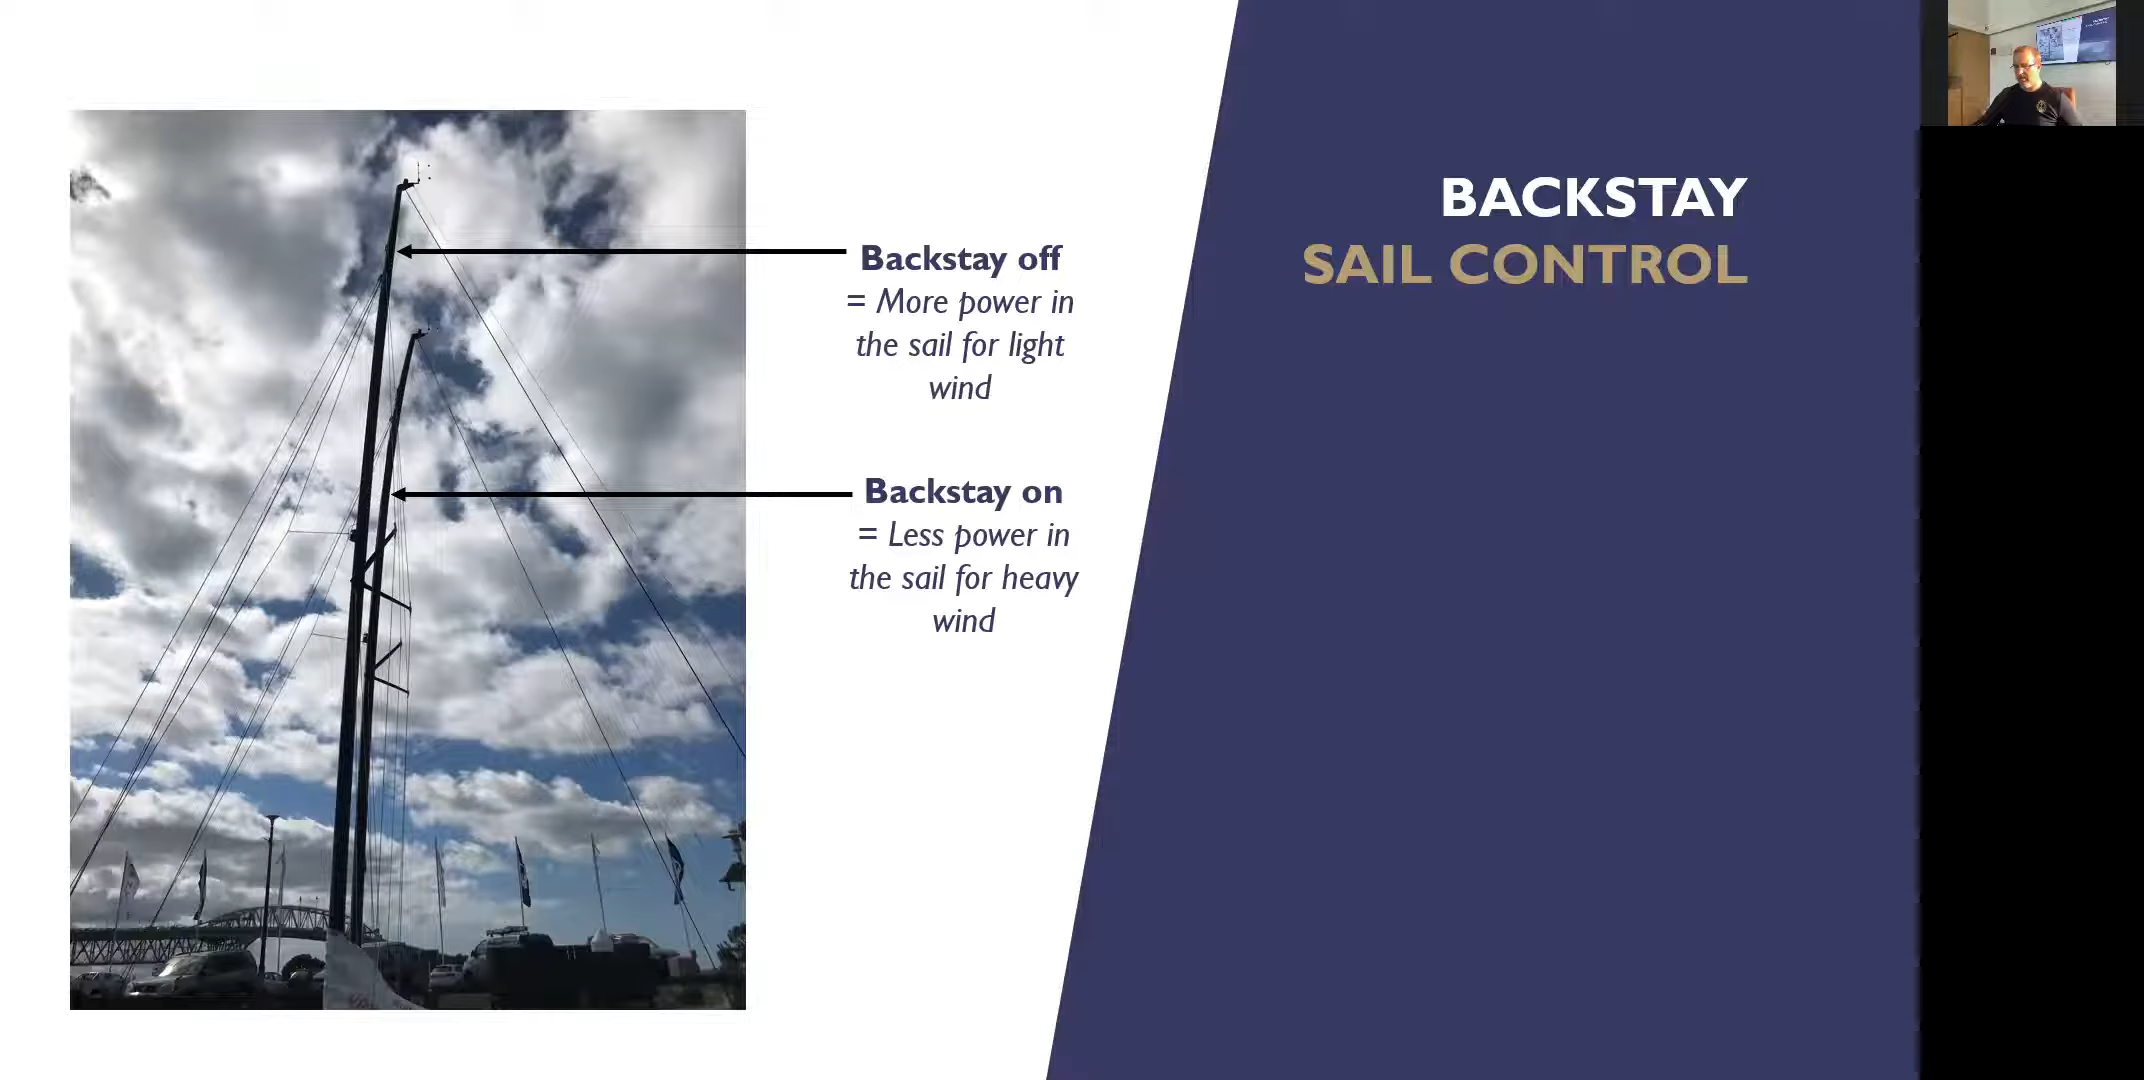 BACKSTAY
SAIL CONTROL
Backstay off
= More power in
the sail for light
wind
Backstay on
= Less power in
the sail for heavy
wind